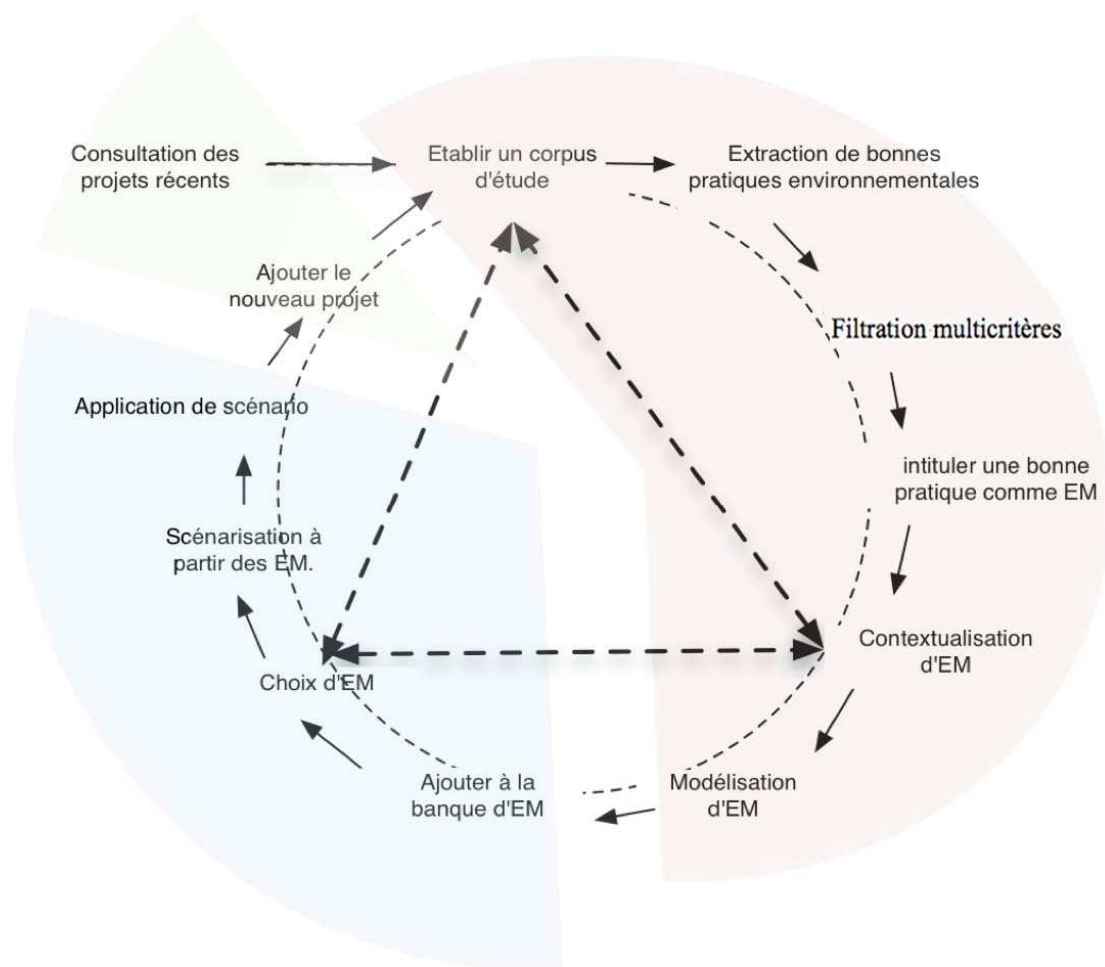 Consultation des
projets récents
Etablir un corpus
d'étude
Extraction de bonnes
pratiques environnementales
Filtration multicritères
intituler une bonne
pratique comme EM
Contextualisation
d'EM
Modélisation
d'EM
Ajouter à la
banque d'EM
Choix d'EM
Scénarisation à
partir des EM.
Application de scénario
Ajouter le
nouveau projet